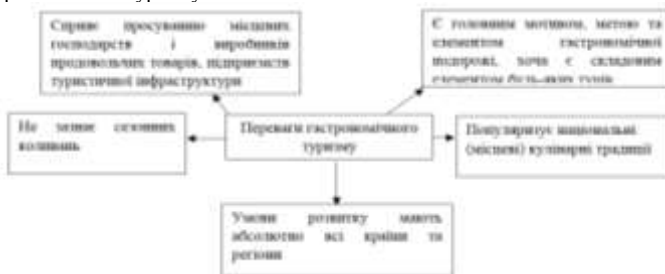 Сприяє просуванню місцевих
господарств і виробників
продовольчих товарів, підприємств
туристичної інфраструктури
Є головним мотивом, метою та
елементом гастрономічної
подорожі, хоча є складовим
елементом будь-яких турів
Не зазнає сезонних
коливань
Переваги гастрономічного
туризму
Популяризує національні
(місцеві) кулінарні традиції
Умови розвитку мають
абсолютно всі країни та
регіони